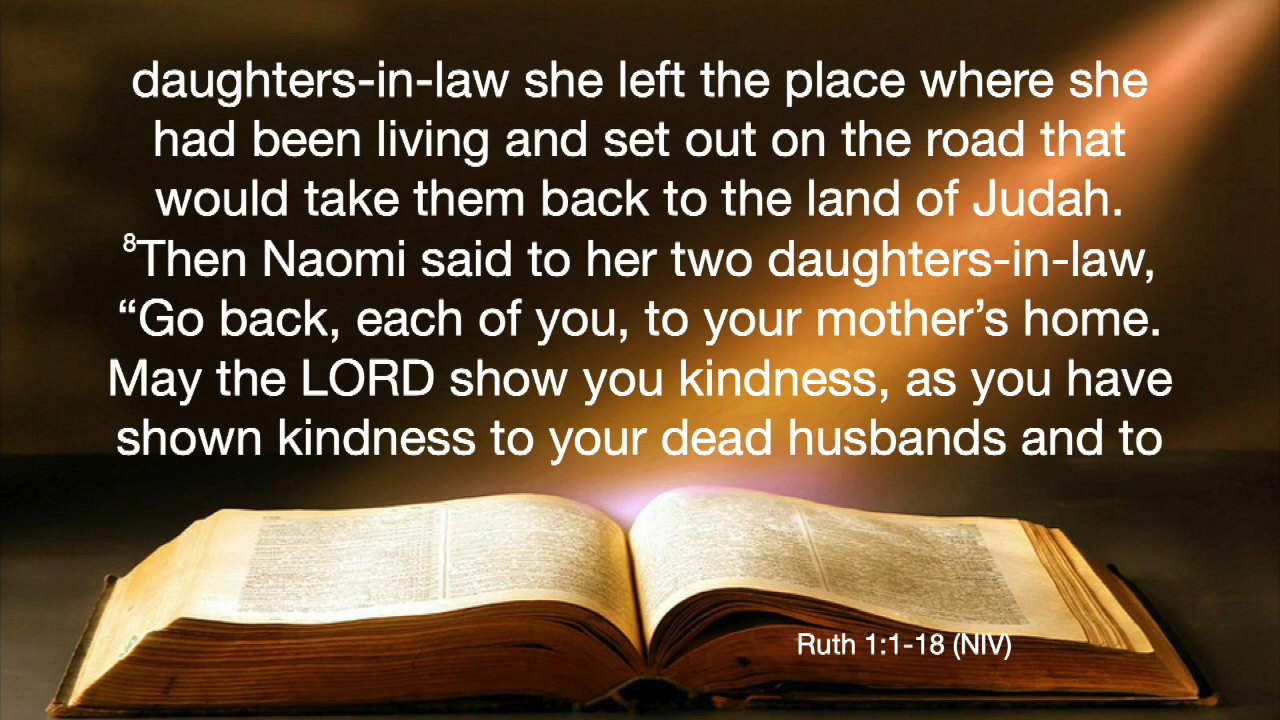 daughters-in-law she left the place where she
had been living and set out on the road that
would take them back to the land of Judah.
⁸Then Naomi said to her two daughters-in-law,
“Go back, each of you, to your mother’s home.
May the LORD show you kindness, as you have
shown kindness to your dead husbands and to
Ruth 1:1-18 (NIV)